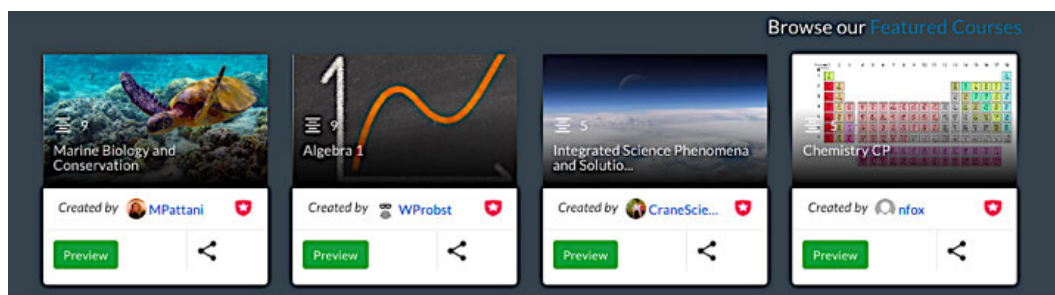 Browse our Featured Courses
9
Marine Biology and
Conservation
Created by MPattani
Preview
9
Algebra 1
Created by WProbst
Preview
5
Integrated Science Phenomena
and Solutio...
Created by CraneScie...
Preview
5
Chemistry CP
Created by nfox
Preview